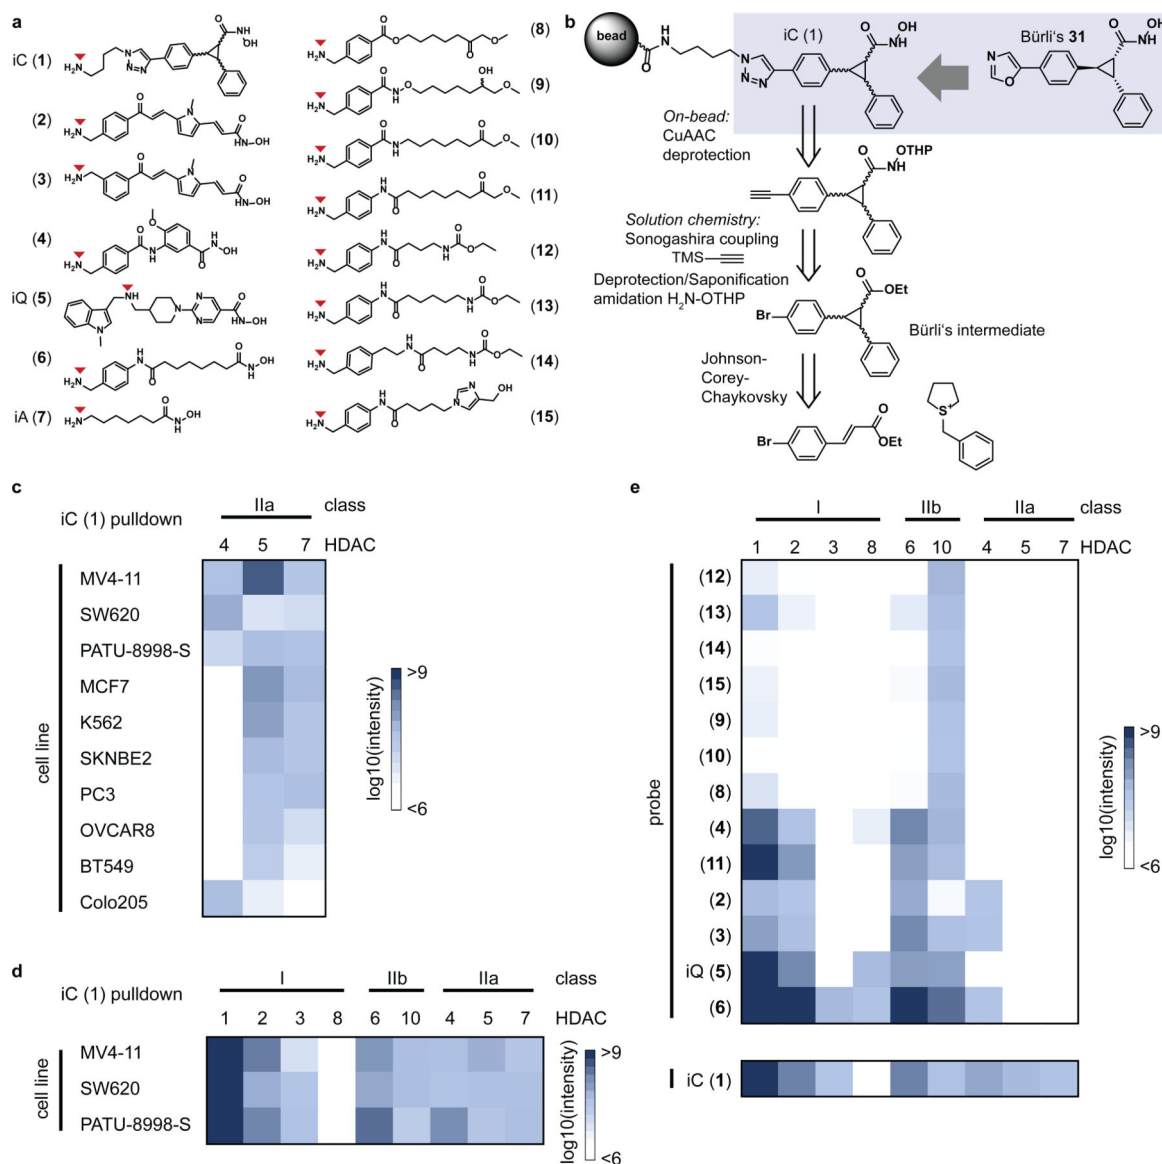 a
iC (1)
(2)
(3)
(4)
iQ (5)
(6)
iA (7)
(8)
(9)
(10)
(11)
(12)
(13)
(14)
(15)
b
bead
iC (1)
Bürli's 31
On-bead:
CuAAC
deprotection
Solution chemistry:
Sonogashira coupling
TMS
Deprotection/Saponification
amidation H2N-OTHP
Bürli's intermediate
Johnson-
Corey-
Chaykovsky
c
IIa class
iC (1) pulldown
4 5 7 HDAC
cell line
MV4-11
SW620
PATU-8998-S
MCF7
K562
SKNBE2
PC3
OVCAR8
BT549
Colo205
log10(intensity)
>9
<6
d
I IIb IIa class
iC (1) pulldown
1 2 3 8 6 10 4 5 7 HDAC
cell line
MV4-11
SW620
PATU-8998-S
log10(intensity)
>9
<6
e
I IIb IIa class
1 2 3 8 6 10 4 5 7 HDAC
probe
(12)
(13)
(14)
(15)
(9)
(10)
(8)
(4)
(11)
(2)
(3)
iQ (5)
(6)
iC (1)
log10(intensity)
>9
<6